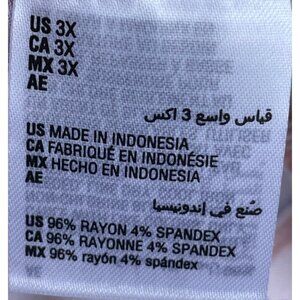 US 3X
CA 3X
MX 3X
AE
قياس واسع 3 اكس
US MADE IN INDONESIA
CA FABRIQUÉ EN INDONÉSIE
MX HECHO EN INDONESIA
AE
صُنع في إندونيسيا
US 96% RAYON 4% SPANDEX
CA 96% RAYONNE 4% SPANDEX
MX 96% rayón 4% spándex